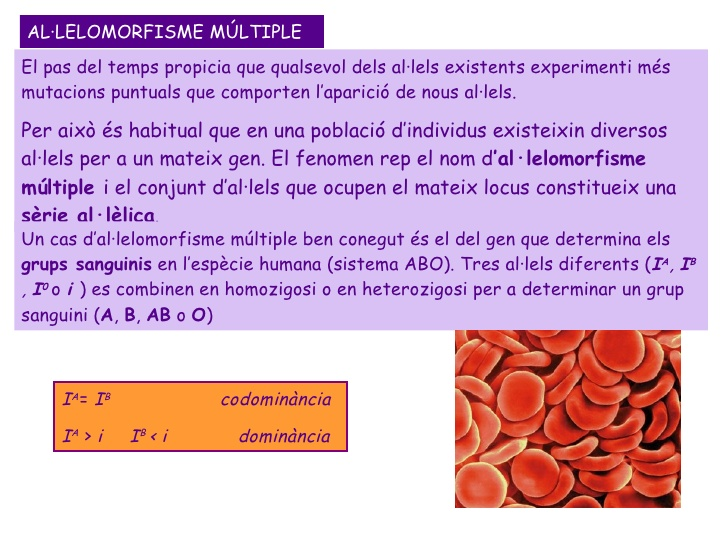 AL·LELOMORFISME MÚLTIPLE
El pas del temps propicia que qualsevol dels al·lels existents experimenti més
mutacions puntuals que comporten l’aparició de nous al·lels.
Per això és habitual que en una població d’individus existeixin diversos
al·lels per a un mateix gen. El fenomen rep el nom d’al·lelomorfisme
múltiple i el conjunt d’al·lels que ocupen el mateix locus constitueix una
sèrie al·lèlica.
Un cas d’al·lelomorfisme múltiple ben conegut és el del gen que determina els
grups sanguinis en l’espècie humana (sistema ABO). Tres al·lels diferents (Iᴬ, Iᴮ
, I⁰ o i ) es combinen en homozigosi o en heterozigosi per a determinar un grup
sanguini (A, B, AB o O)
Iᴬ= Iᴮ codominància
Iᴬ > i Iᴮ < i dominància